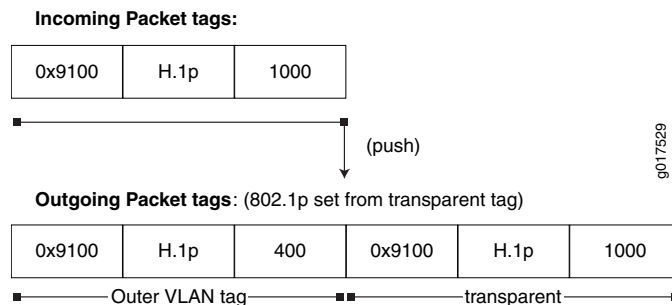 Incoming Packet tags:
0x9100 H.1p 1000
(push)
g017529
Outgoing Packet tags: (802.1p set from transparent tag)
0x9100 H.1p 400 0x9100 H.1p 1000
Outer VLAN tag transparent